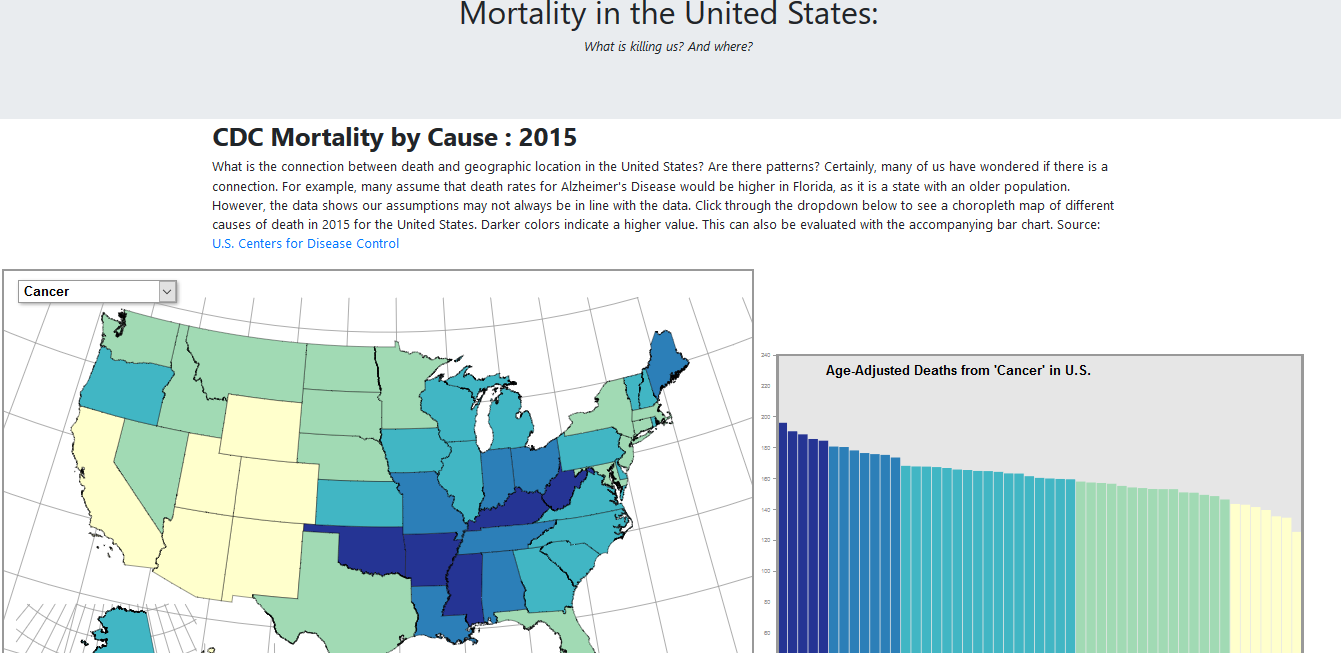 Mortality in the United States:
What is killing us? And where?
CDC Mortality by Cause : 2015
What is the connection between death and geographic location in the United States? Are there patterns? Certainly, many of us have wondered if there is a
connection. For example, many assume that death rates for Alzheimer's Disease would be higher in Florida, as it is a state with an older population.
However, the data shows our assumptions may not always be in line with the data. Click through the dropdown below to see a choropleth map of different
causes of death in 2015 for the United States. Darker colors indicate a higher value. This can also be evaluated with the accompanying bar chart. Source:
U.S. Centers for Disease Control
Cancer
Age-Adjusted Deaths from 'Cancer' in U.S.
240
220
200
180
160
140
120
100
80
60